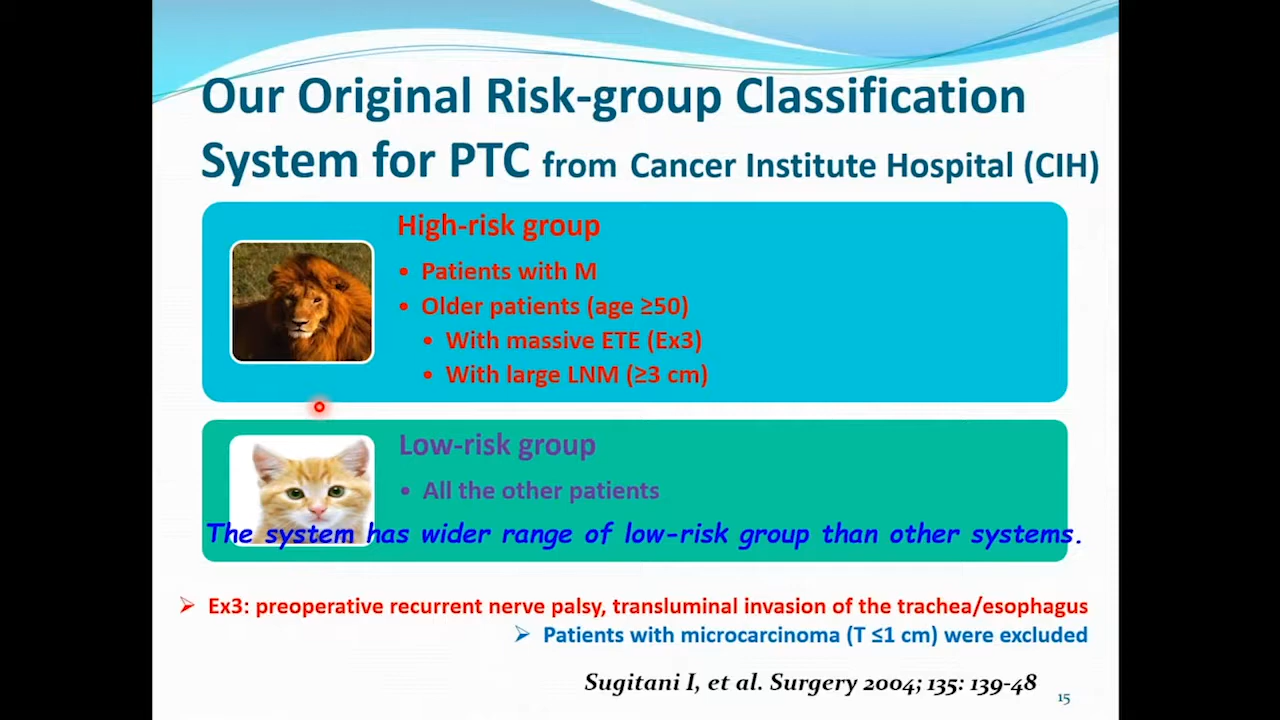 Our Original Risk-group Classification
System for PTC from Cancer Institute Hospital (CIH)
High-risk group
• Patients with M
• Older patients (age ≥50)
• With massive ETE (Ex3)
• With large LNM (≥3 cm)
Low-risk group
• All the other patients
The system has wider range of low-risk group than other systems.
➢ Ex3: preoperative recurrent nerve palsy, transluminal invasion of the trachea/esophagus
➢ Patients with microcarcinoma (T ≤1 cm) were excluded
Sugitani I, et al. Surgery 2004; 135: 139-48
15